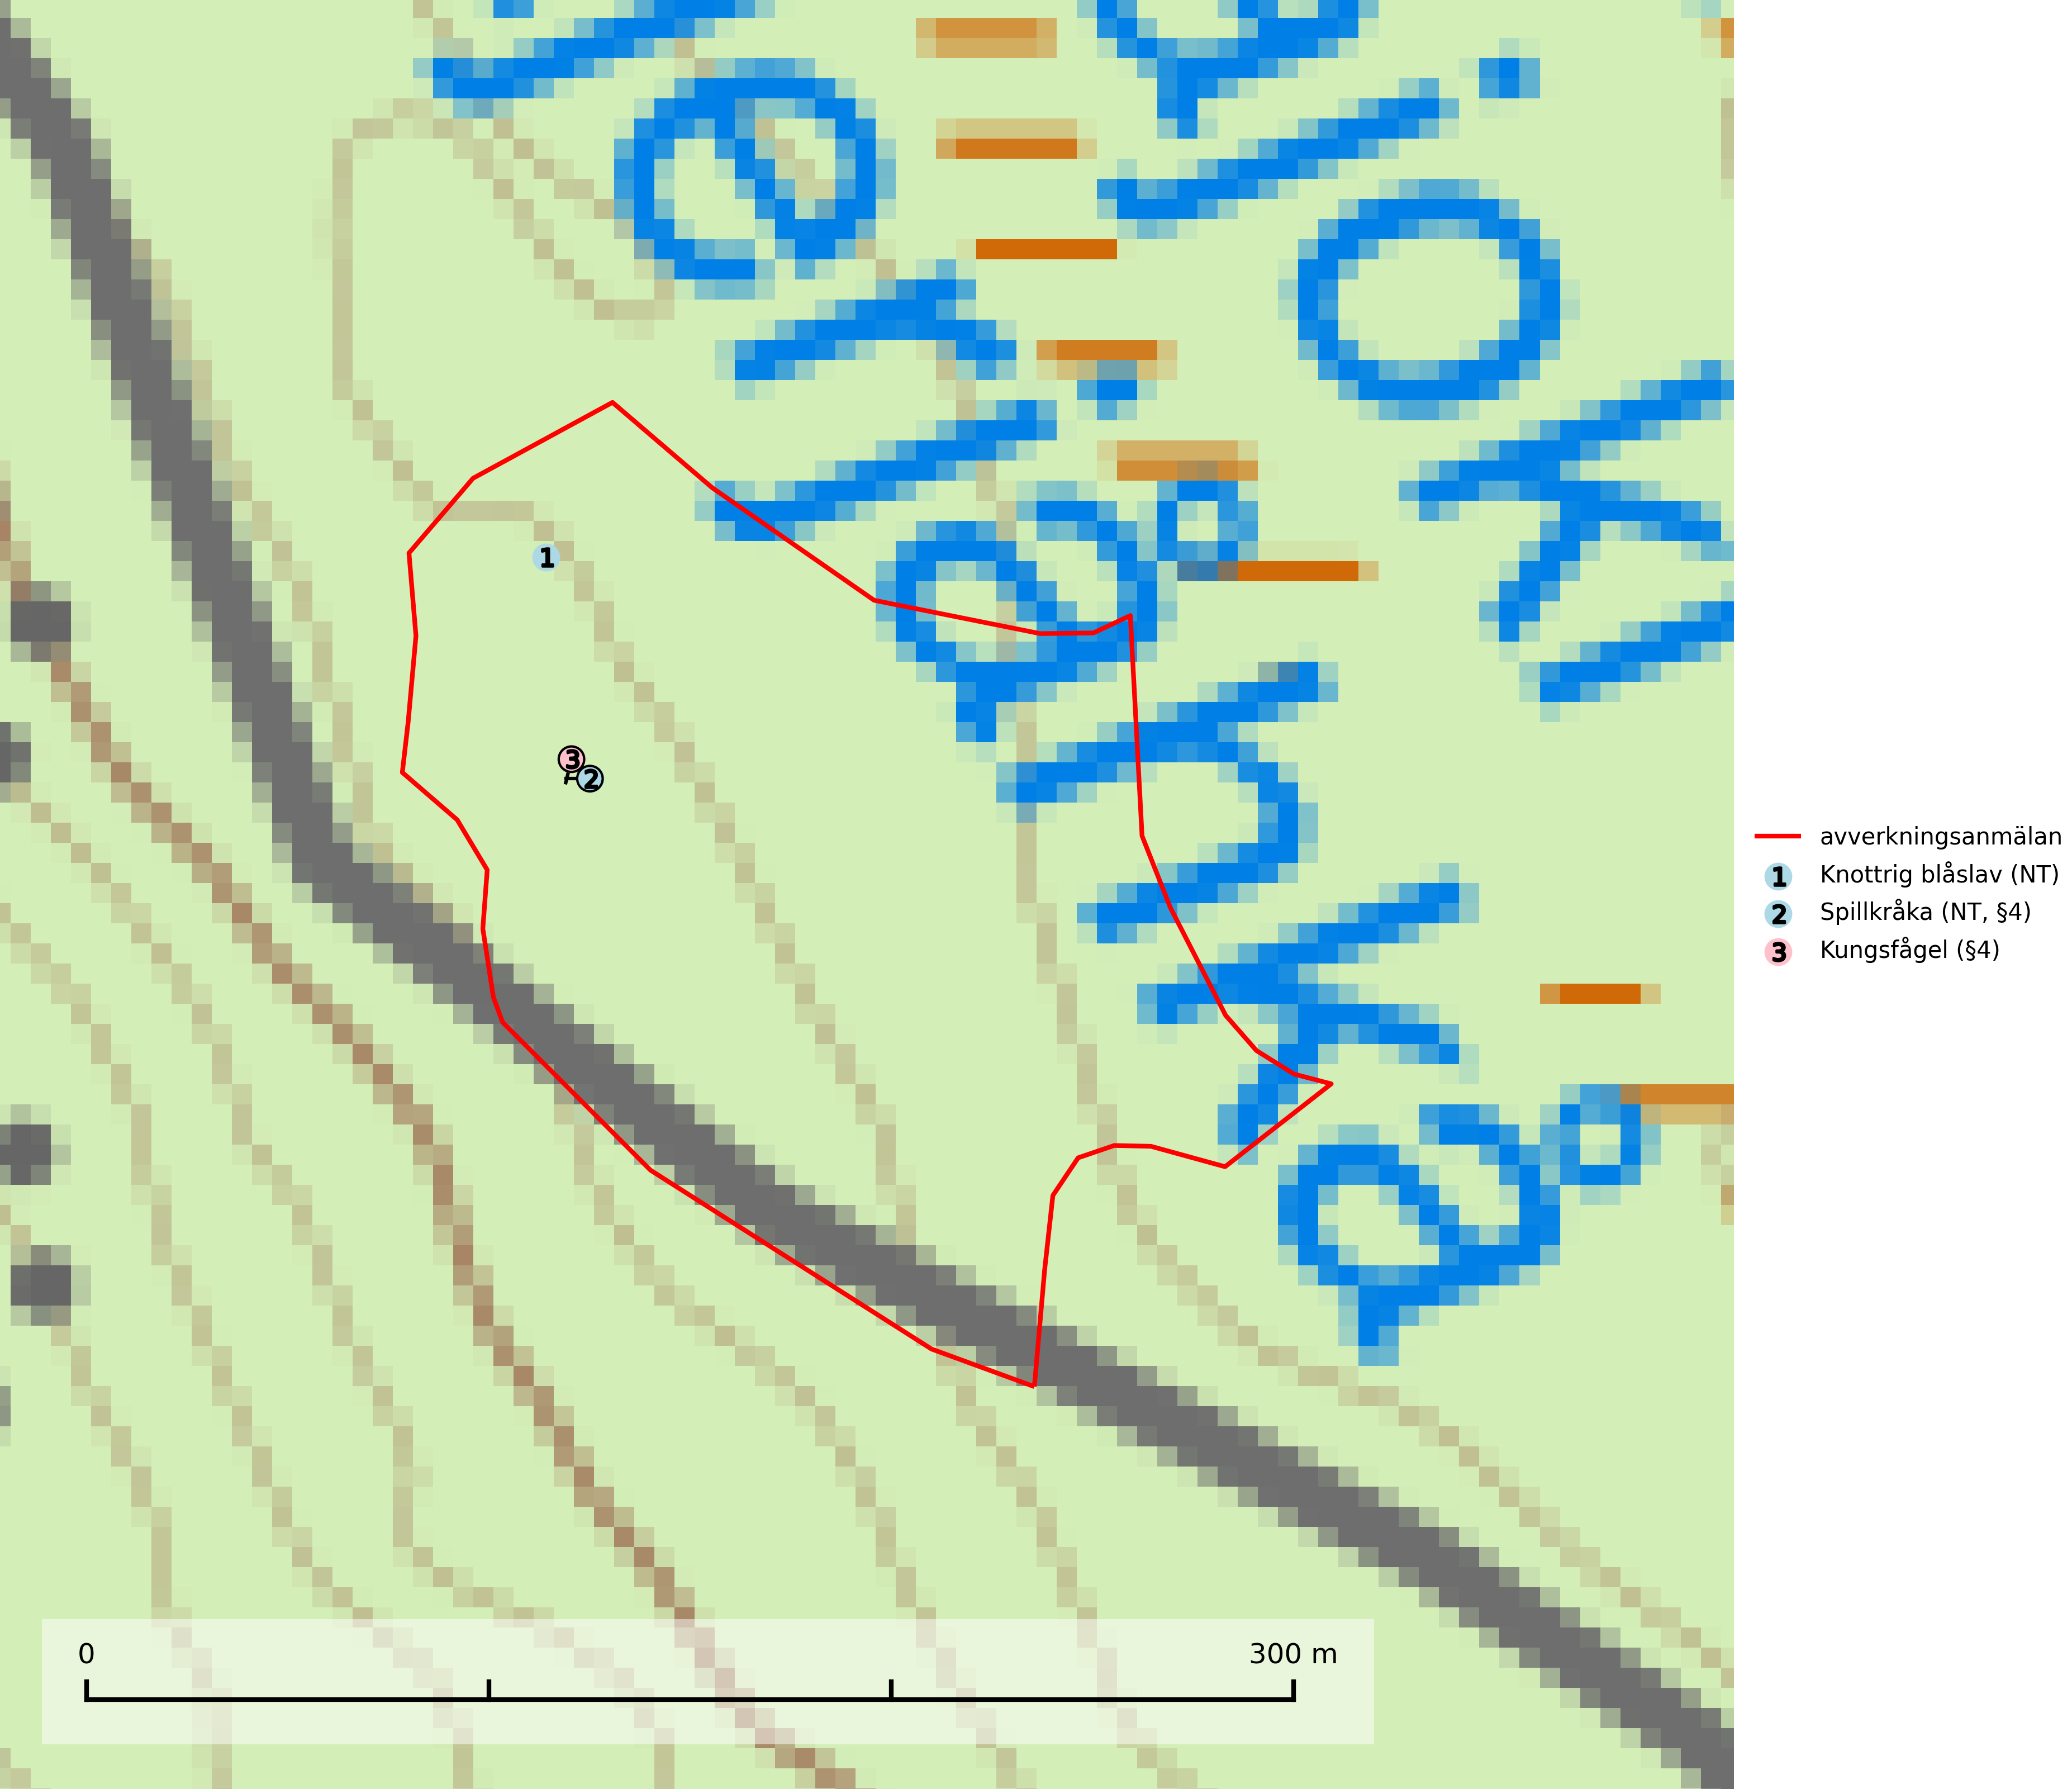 1
3
2
avverkningsanmälan
1 Knottrig blåslav (NT)
2 Spillkråka (NT, §4)
3 Kungsfågel (§4)
0 300 m